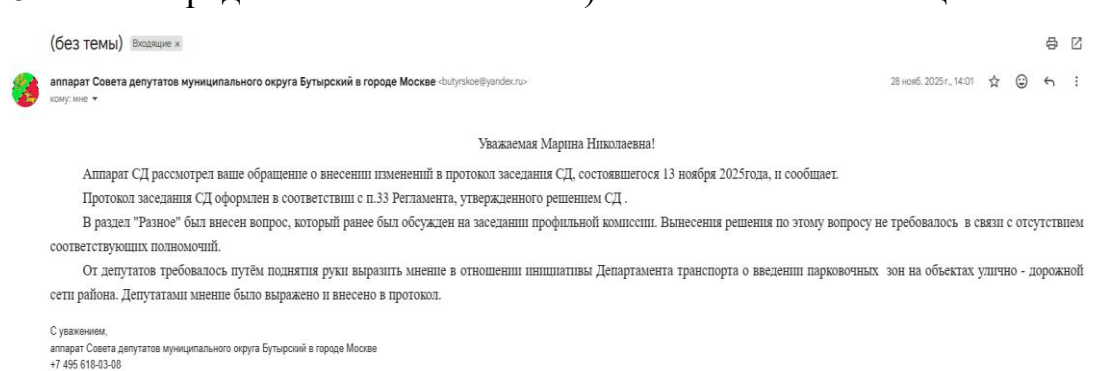 (без темы) Входящие ×
аппарат Совета депутатов муниципального округа Бутырский в городе Москве <butyrskoe@yandex.ru>
28 нояб. 2025 г., 14:01
кому: мне
Уважаемая Марина Николаевна!
Аппарат СД рассмотрел ваше обращение о внесении изменений в протокол заседания СД, состоявшегося 13 ноября 2025года, и сообщает.
Протокол заседания СД оформлен в соответствии с п.33 Регламента, утвержденного решением СД .
В раздел "Разное" был внесен вопрос, который ранее был обсужден на заседании профильной комиссии. Вынесения решения по этому вопросу не требовалось в связи с отсутствием
соответствующих полномочий.
От депутатов требовалось путём поднятия руки выразить мнение в отношении инициативы Департамента транспорта о введении парковочных зон на объектах улично - дорожной
сети района. Депутатами мнение было выражено и внесено в протокол.
С уважением,
аппарат Совета депутатов муниципального округа Бутырский в городе Москве
+7 495 618-03-08